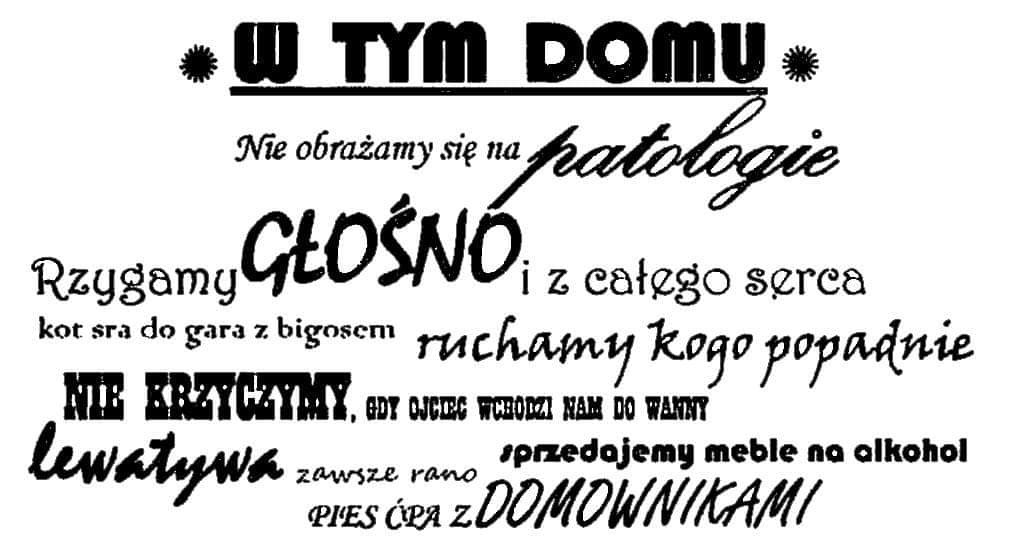 W TYM DOMU
Nie obrażamy się na patologie
Rzygamy GŁOŚNO i z całego serca
kot sra do gara z bigosem ruchamy kogo popadnie
NIE KRZYCZYMY, GDY OJCIEC WCHODZI NAM DO WANNY
lewatywa zawsze rano sprzedajemy meble na alkohol
PIES ĆPA Z DOMOWNIKAMI